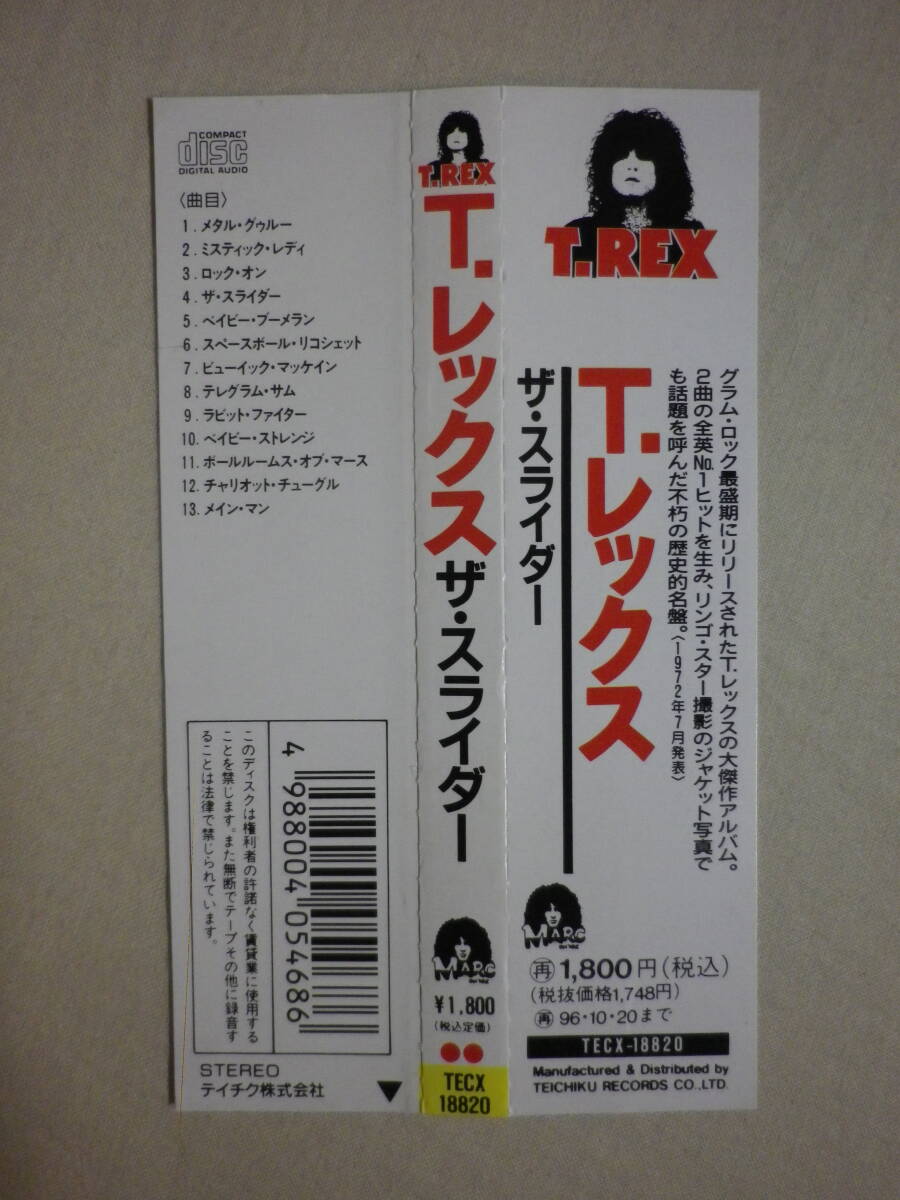 COMPACT
disc
DIGITAL AUDIO
〈曲目〉
1. メタル・グゥルー
2. ミスティック・レディ
3. ロック・オン
4. ザ・スライダー
5. ベイビー・ブーメラン
6. スペースボール・リコシェット
7. ビューイック・マッケイン
8. テレグラム・サム
9. ラビット・ファイター
10. ベイビー・ストレンジ
11. ボールルームス・オブ・マース
12. チャリオット・チューグル
13. メイン・マン
このディスクは権利者の許諾なく賃貸業に使用する
ことを禁じます。また無断でテープその他に録音す
ることは法律で禁じられています。
4 988004 054686
STEREO
テイチク株式会社
T.REX
T.レックス ザ・スライダー
MARC
¥1,800
(税込定価)
TECX
18820
T.REX
グラム・ロック最盛期にリリースされたT.レックスの大傑作アルバム。
2曲の全英No.1ヒットを生み、リンゴ・スター撮影のジャケット写真で
も話題を呼んだ不朽の歴史的名盤。〈1972年7月発表〉
T.レックス
ザ・スライダー
MARC
再1,800円(税込)
(税抜価格1,748円)
再96・10・20まで
TECX-18820
Manufactured & Distributed by
TEICHIKU RECORDS CO.,LTD.